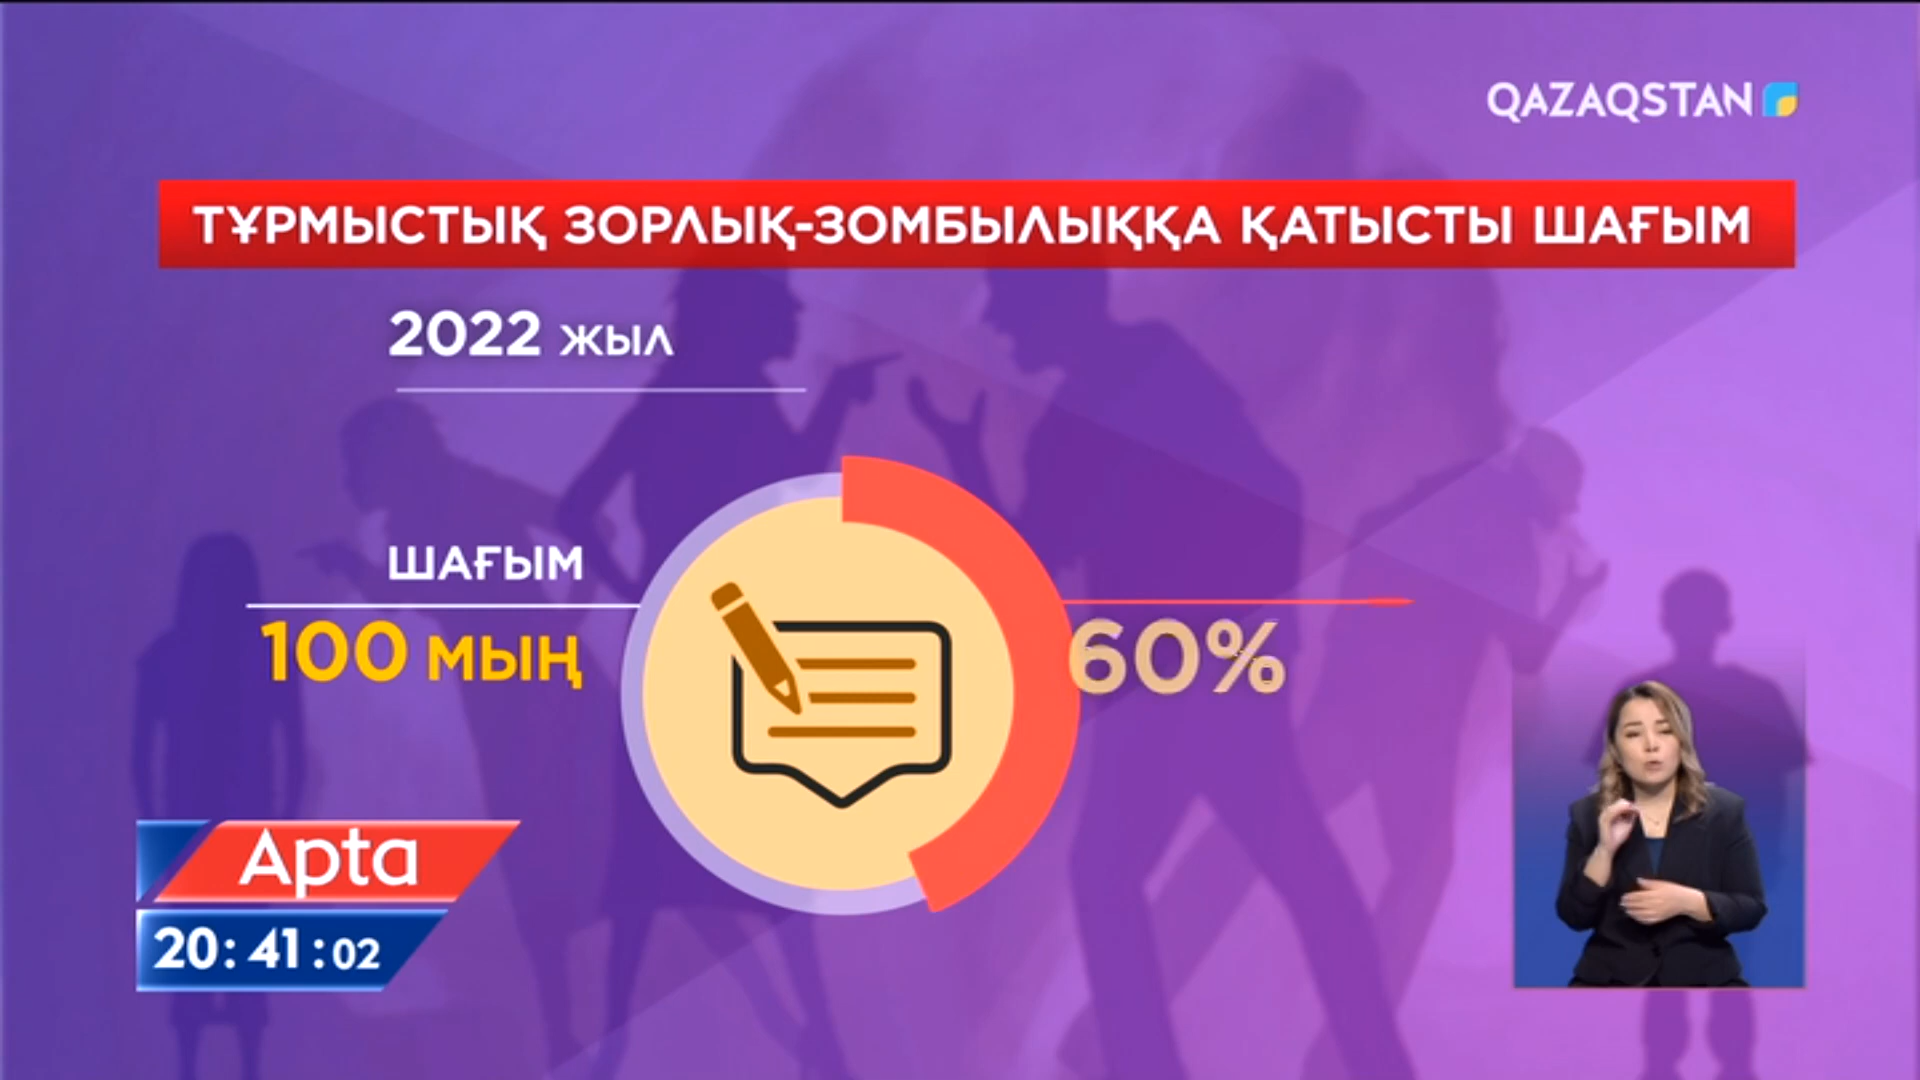 QAZAQSTAN
ТҰРМЫСТЫҚ ЗОРЛЫҚ-ЗОМБЫЛЫҚҚА ҚАТЫСТЫ ШАҒЫМ
2022 ЖЫЛ
ШАҒЫМ
100 МЫҢ
60%
Apta
20:41:02